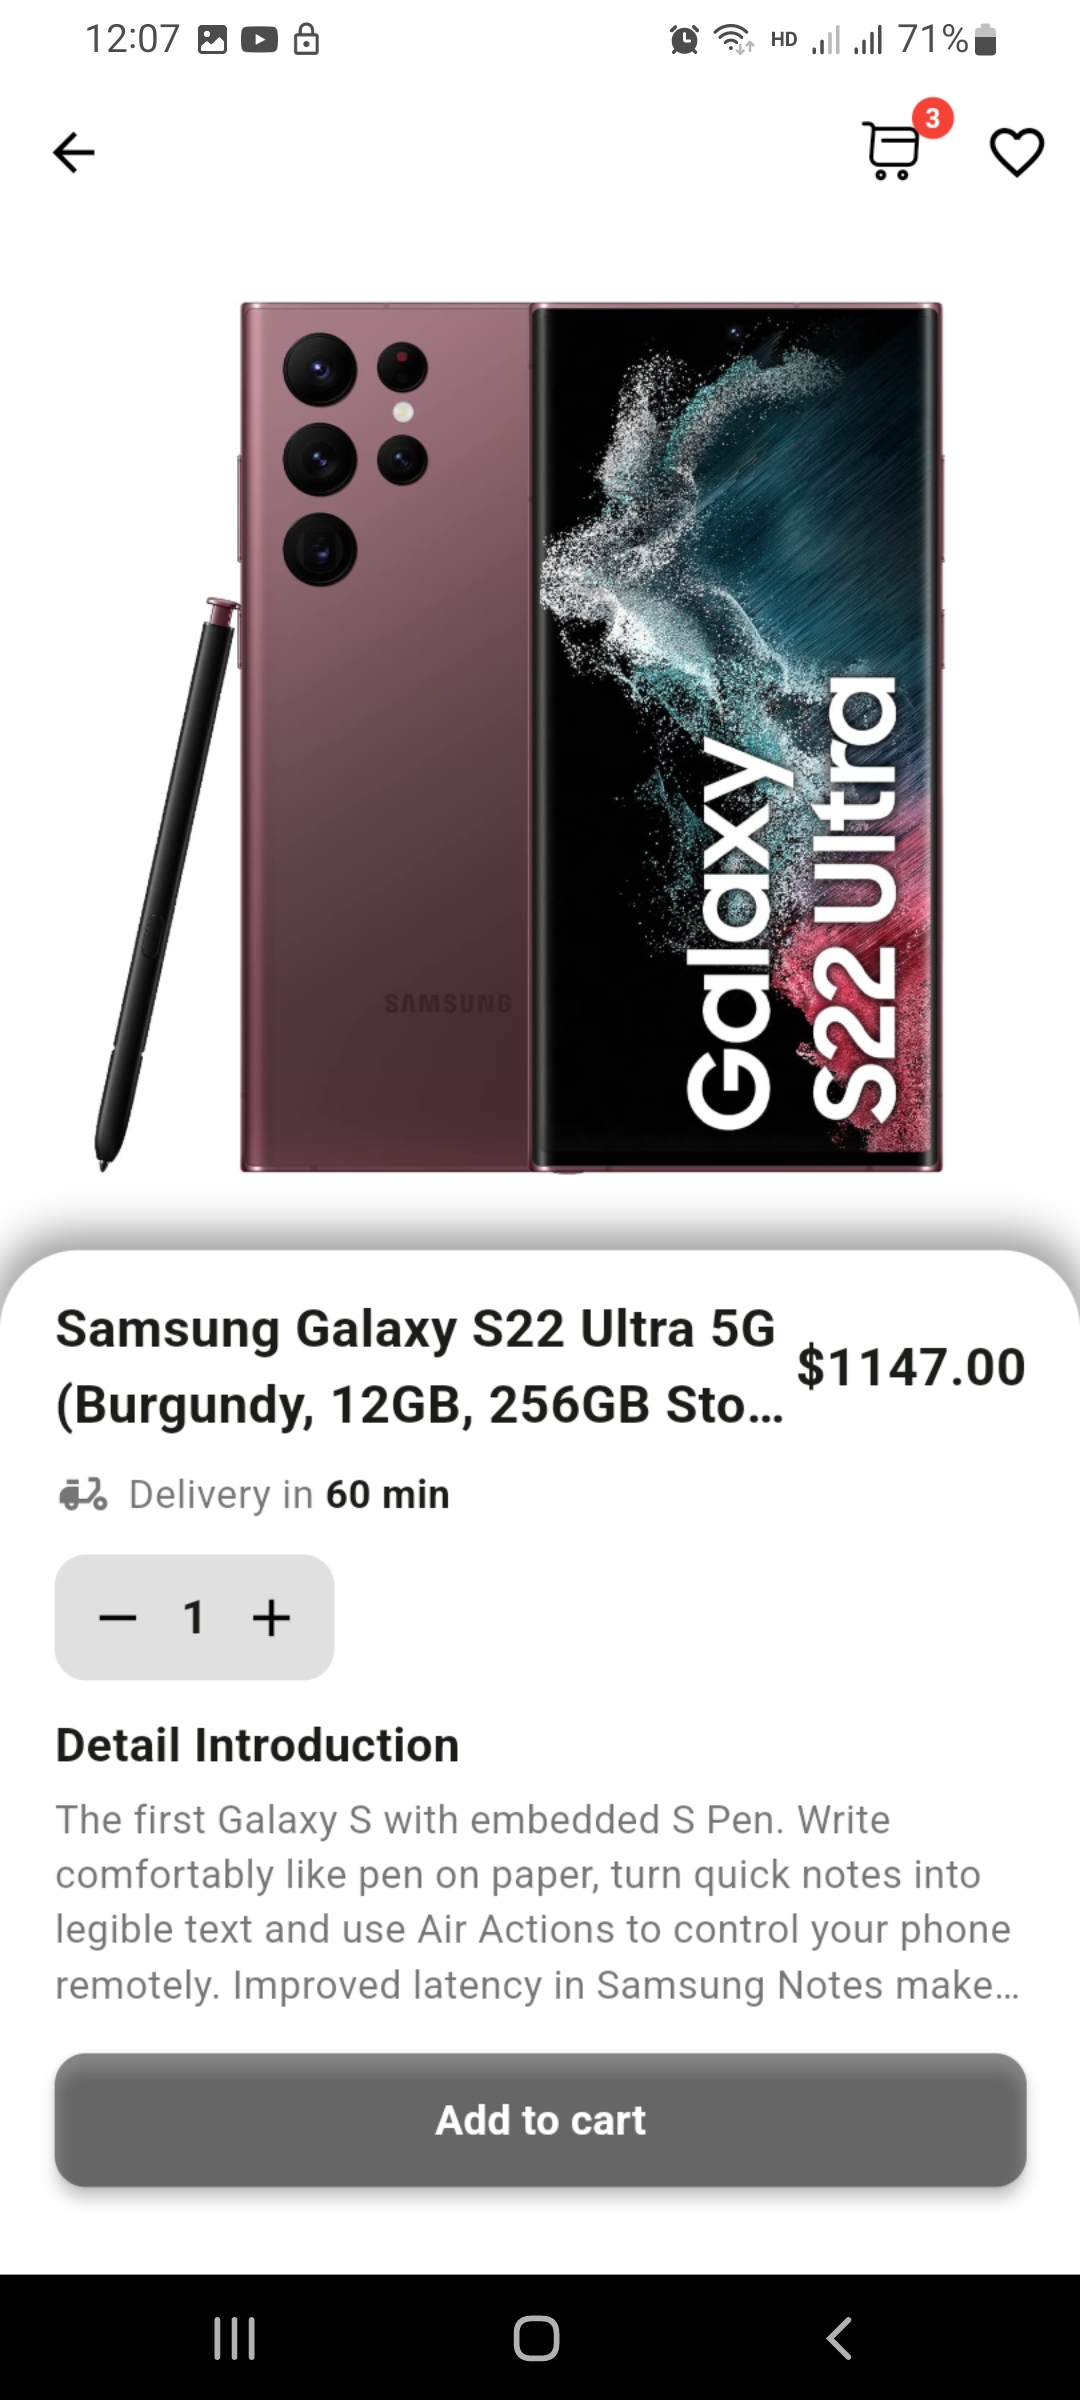 12:07
HD 71%
3
SAMSUNG
Galaxy
S22 Ultra
Samsung Galaxy S22 Ultra 5G
(Burgundy, 12GB, 256GB Sto…
$1147.00
Delivery in 60 min
1
Detail Introduction
The first Galaxy S with embedded S Pen. Write
comfortably like pen on paper, turn quick notes into
legible text and use Air Actions to control your phone
remotely. Improved latency in Samsung Notes make…
Add to cart